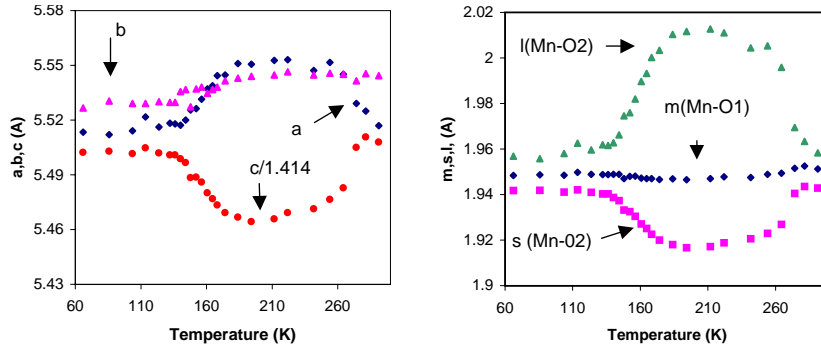 5.58
5.55
5.52
5.49
5.46
5.43
a,b,c (A)
b
a
c/1.414
60 110 160 210 260
Temperature (K)
2.02
2
1.98
1.96
1.94
1.92
1.9
m,s,l, (A)
l(Mn-O2)
m(Mn-O1)
s (Mn-02)
60 110 160 210 260
Temperature (K)